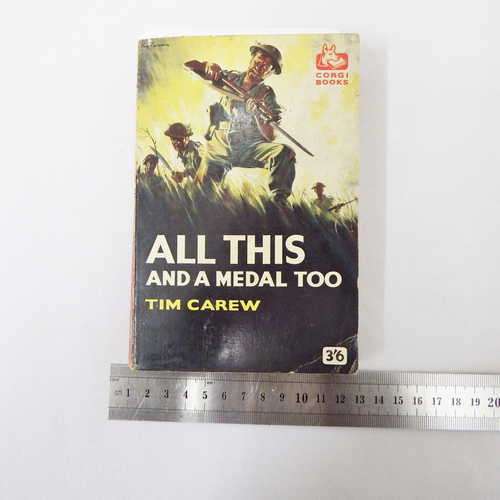 CORGI
BOOKS
ALL THIS
AND A MEDAL TOO
TIM CAREW
3'6
cm 1 2 3 4 5 6 7 8 9 10 11 12 13 14 15 16 17 18 19 20